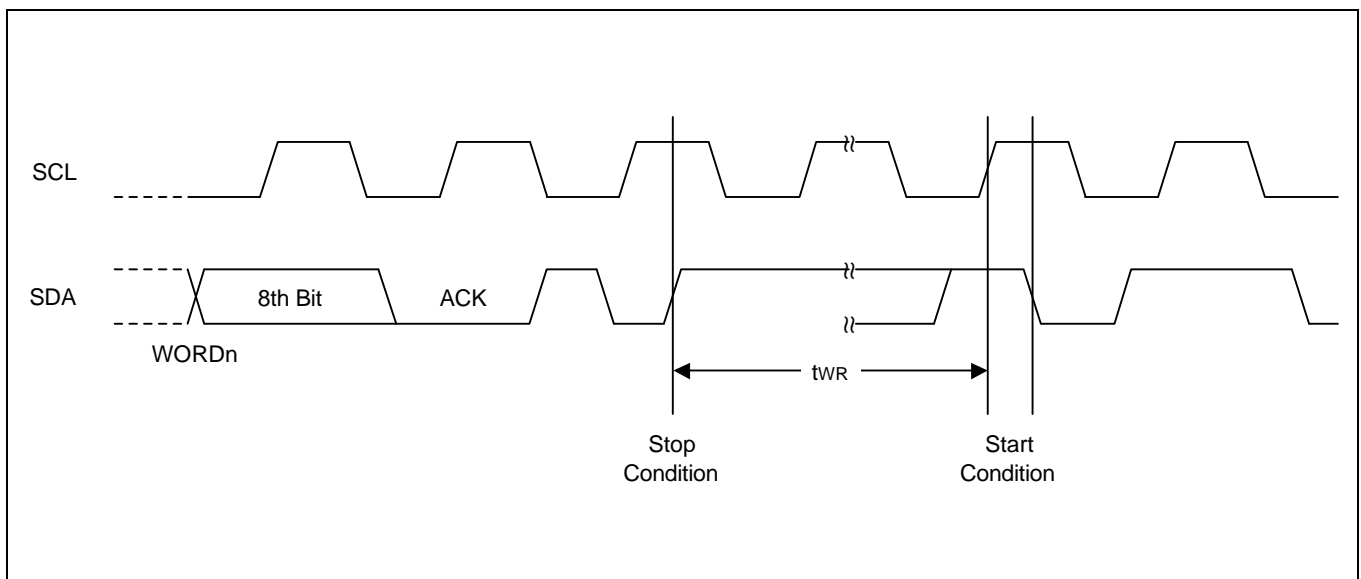 SCL
SDA
8th Bit
ACK
WORDn
tWR
Stop
Condition
Start
Condition